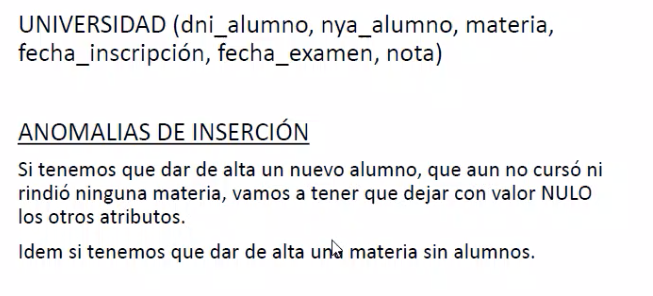 UNIVERSIDAD (dni_alumno, nya_alumno, materia,
fecha_inscripción, fecha_examen, nota)
ANOMALIAS DE INSERCIÓN
Si tenemos que dar de alta un nuevo alumno, que aun no cursó ni
rindió ninguna materia, vamos a tener que dejar con valor NULO
los otros atributos.
Idem si tenemos que dar de alta una materia sin alumnos.